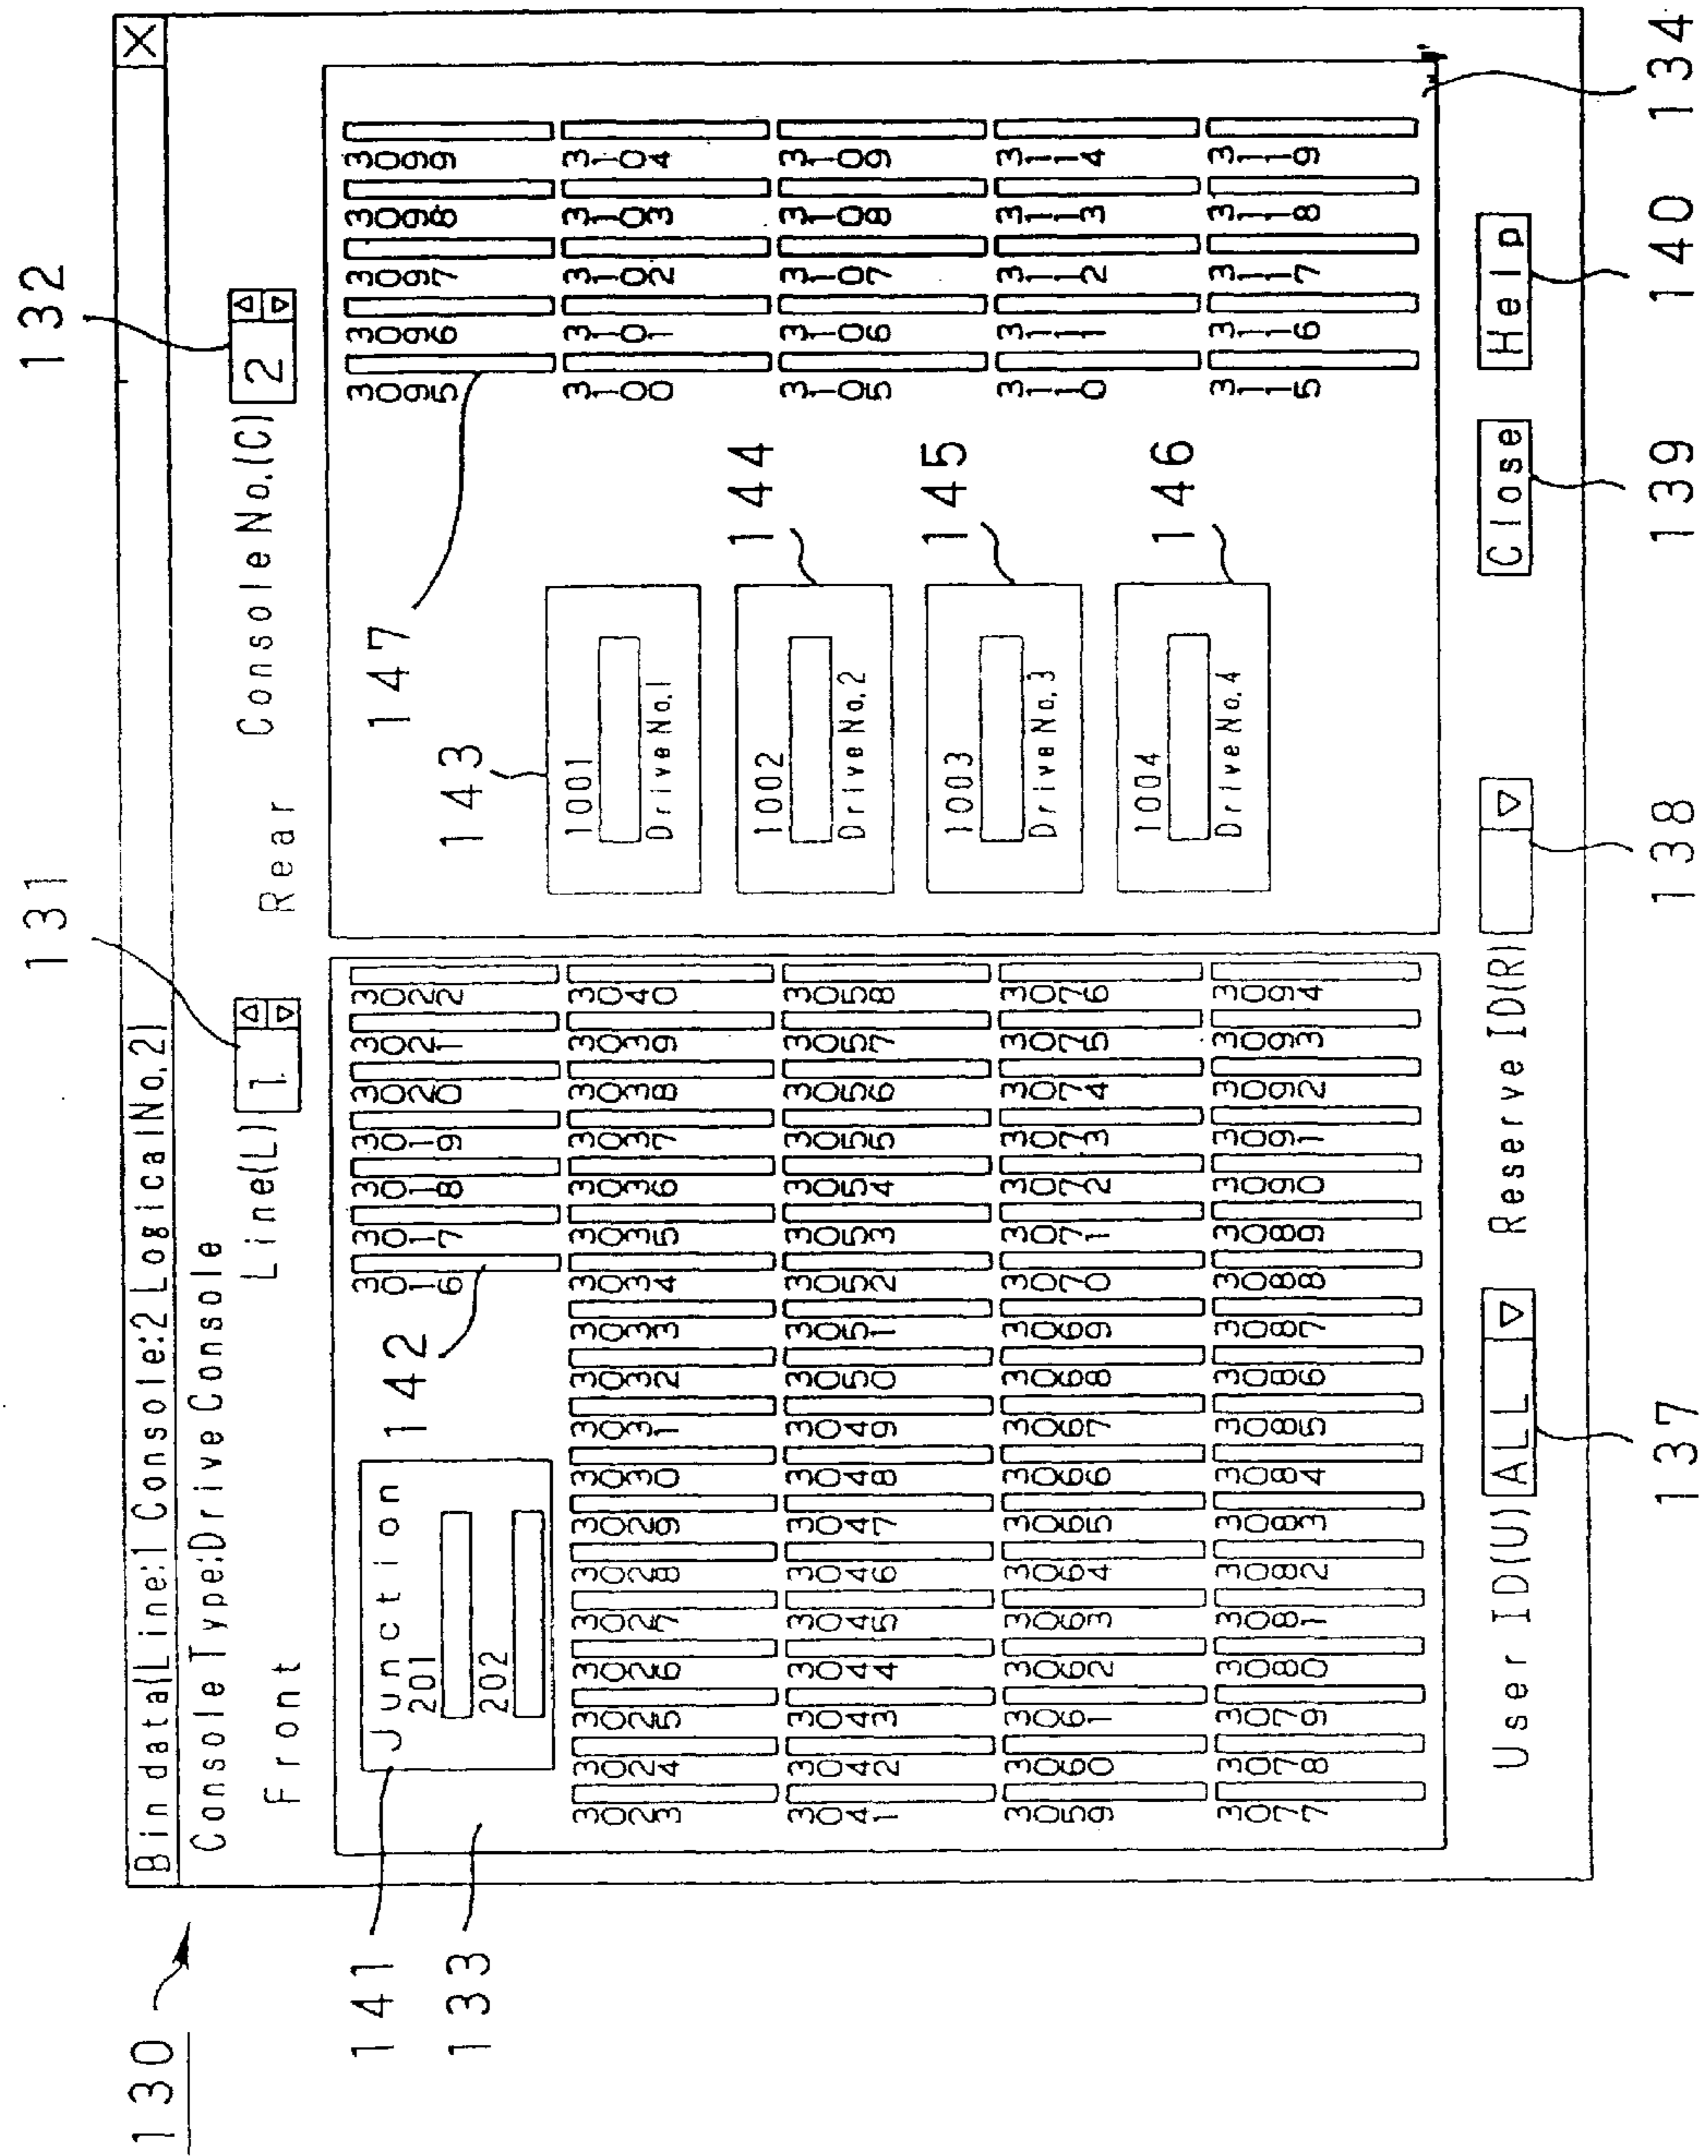 130
131
132
Bin data(Line:1 Console:2 LogicalNo.2)
X
Console Type:Drive Console
Line(L) 1
Console No.(C) 2
Front
Rear
141
133
Junction
201
202
142
3016 3017 3018 3019 3020 3021 3022
3023 3024 3025 3026 3027 3028 3029 3030 3031 3032 3033 3034 3035 3036 3037 3038 3039 3040
3041 3042 3043 3044 3045 3046 3047 3048 3049 3050 3051 3052 3053 3054 3055 3056 3057 3058
3059 3060 3061 3062 3063 3064 3065 3066 3067 3068 3069 3070 3071 3072 3073 3074 3075 3076
3077 3078 3079 3080 3081 3082 3083 3084 3085 3086 3087 3088 3089 3090 3091 3092 3093 3094
143
1001
Drive No.1
144
1002
Drive No.2
145
1003
Drive No.3
146
1004
Drive No.4
147
3095 3096 3097 3098 3099
3100 3101 3102 3103 3104
3105 3106 3107 3108 3109
3110 3111 3112 3113 3114
3115 3116 3117 3118 3119
User ID(U) ALL
Reserve ID(R)
Close
Help
137
138
139
140
134